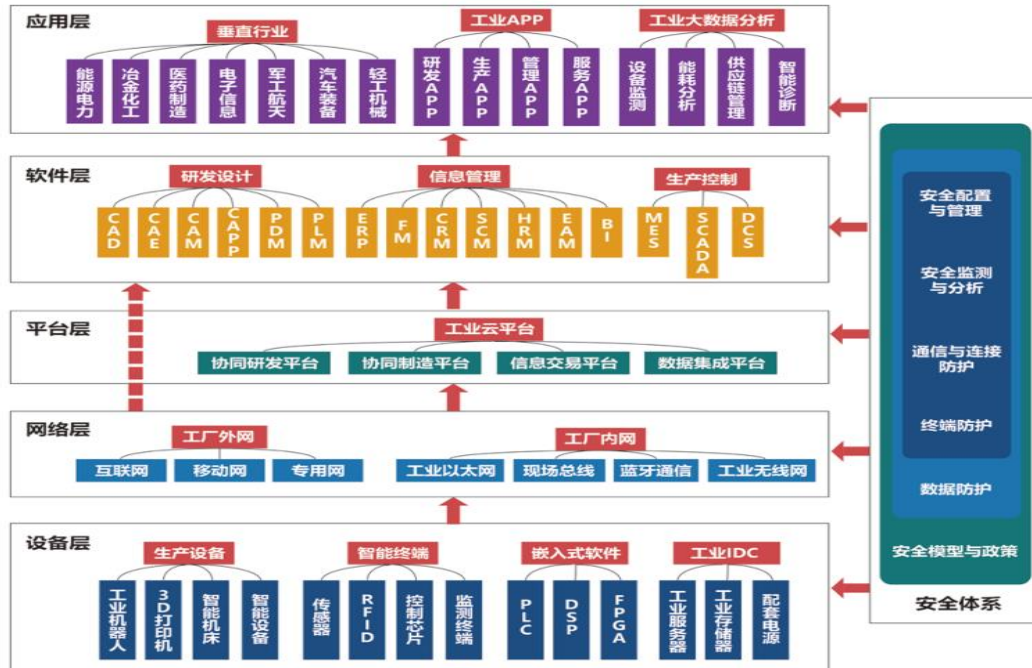 应用层
垂直行业
工业APP
工业大数据分析
能源电力
冶金化工
医药制造
电子信息
军工航天
汽车装备
轻工机械
研发APP
生产APP
管理APP
服务APP
设备监测
能耗分析
供应链管理
智能诊断
软件层
研发设计
信息管理
生产控制
CAD
CAE
CAM
CAPP
PDM
PLM
ERP
FM
CRM
SCM
HRM
EAM
BI
MES
SCADA
DCS
平台层
工业云平台
协同研发平台
协同制造平台
信息交易平台
数据集成平台
网络层
工厂外网
工厂内网
互联网
移动网
专用网
工业以太网
现场总线
蓝牙通信
工业无线网
设备层
生产设备
智能终端
嵌入式软件
工业IDC
工业机器人
3D打印机
智能机床
智能设备
传感器
RFID
控制芯片
监测终端
PLC
DSP
FPGA
工业服务器
工业存储器
配套电源
安全配置
与管理
安全监测
与分析
通信与连接
防护
终端防护
数据防护
安全模型与政策
安全体系